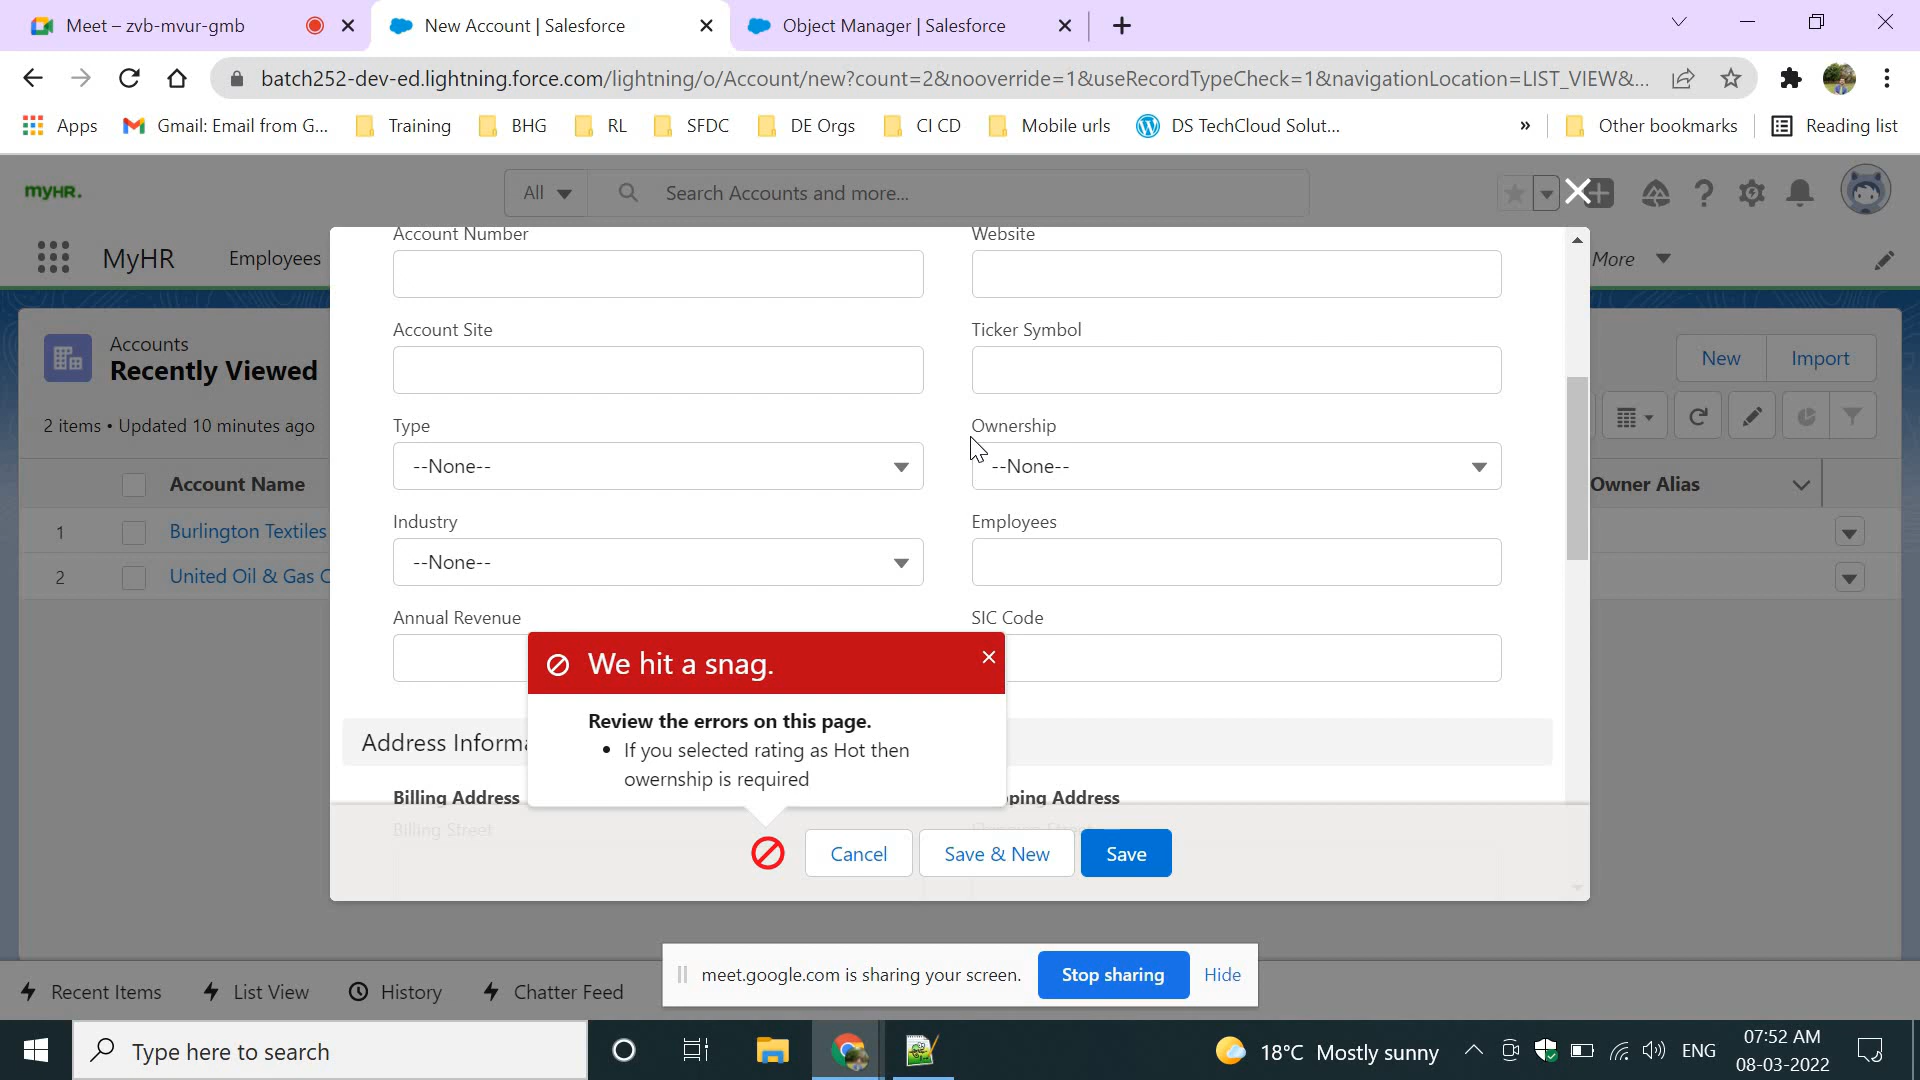 Meet – zvb-mvur-gmb
New Account | Salesforce
Object Manager | Salesforce
batch252-dev-ed.lightning.force.com/lightning/o/Account/new?count=2&nooverride=1&useRecordTypeCheck=1&navigationLocation=LIST_VIEW&...
Apps
Gmail: Email from G...
Training
BHG
RL
SFDC
DE Orgs
CI CD
Mobile urls
DS TechCloud Solut...
»
Other bookmarks
Reading list
myHR.
All
Search Accounts and more...
MyHR
Employees
More
Accounts
Recently Viewed
2 items • Updated 10 minutes ago
New
Import
Account Name
Owner Alias
1
Burlington Textiles
2
United Oil & Gas C
Account Number
Website
Account Site
Ticker Symbol
Type
Ownership
--None--
--None--
Industry
Employees
--None--
Annual Revenue
SIC Code
We hit a snag.
Review the errors on this page.
• If you selected rating as Hot then
owernship is required
Address Informa
Billing Address
pping Address
Billing Street
Cancel
Save & New
Save
meet.google.com is sharing your screen.
Stop sharing
Hide
Recent Items
List View
History
Chatter Feed
Type here to search
18°C Mostly sunny
ENG
07:52 AM
08-03-2022